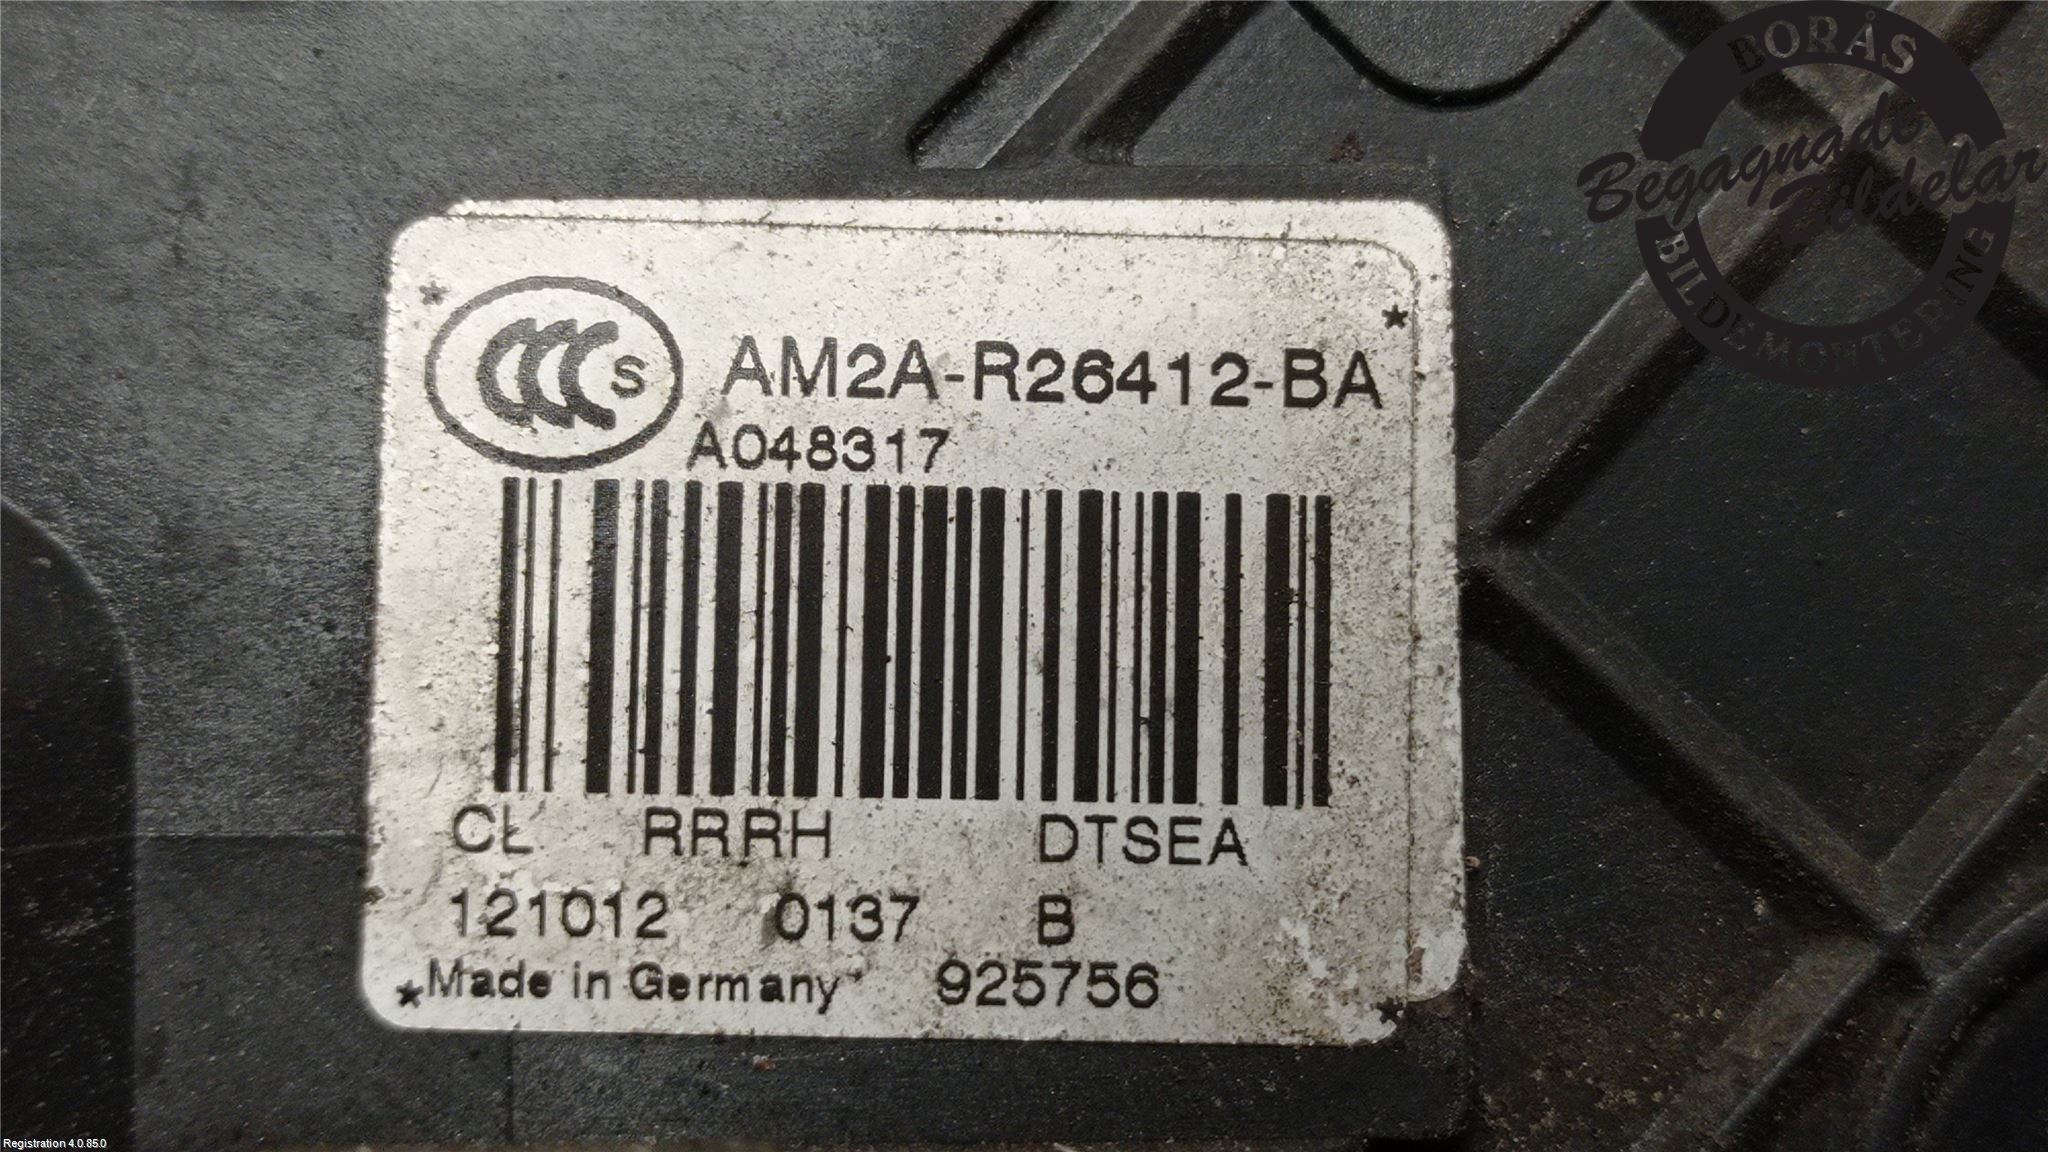 BORÅS
Begagnade
Bildelar
BILDEMONTERING
CCC S
* AM2A-R26412-BA *
A048317
CL RRRH DTSEA
121012 0137 B
*Made in Germany 925756 *
Registration 4.0.85.0